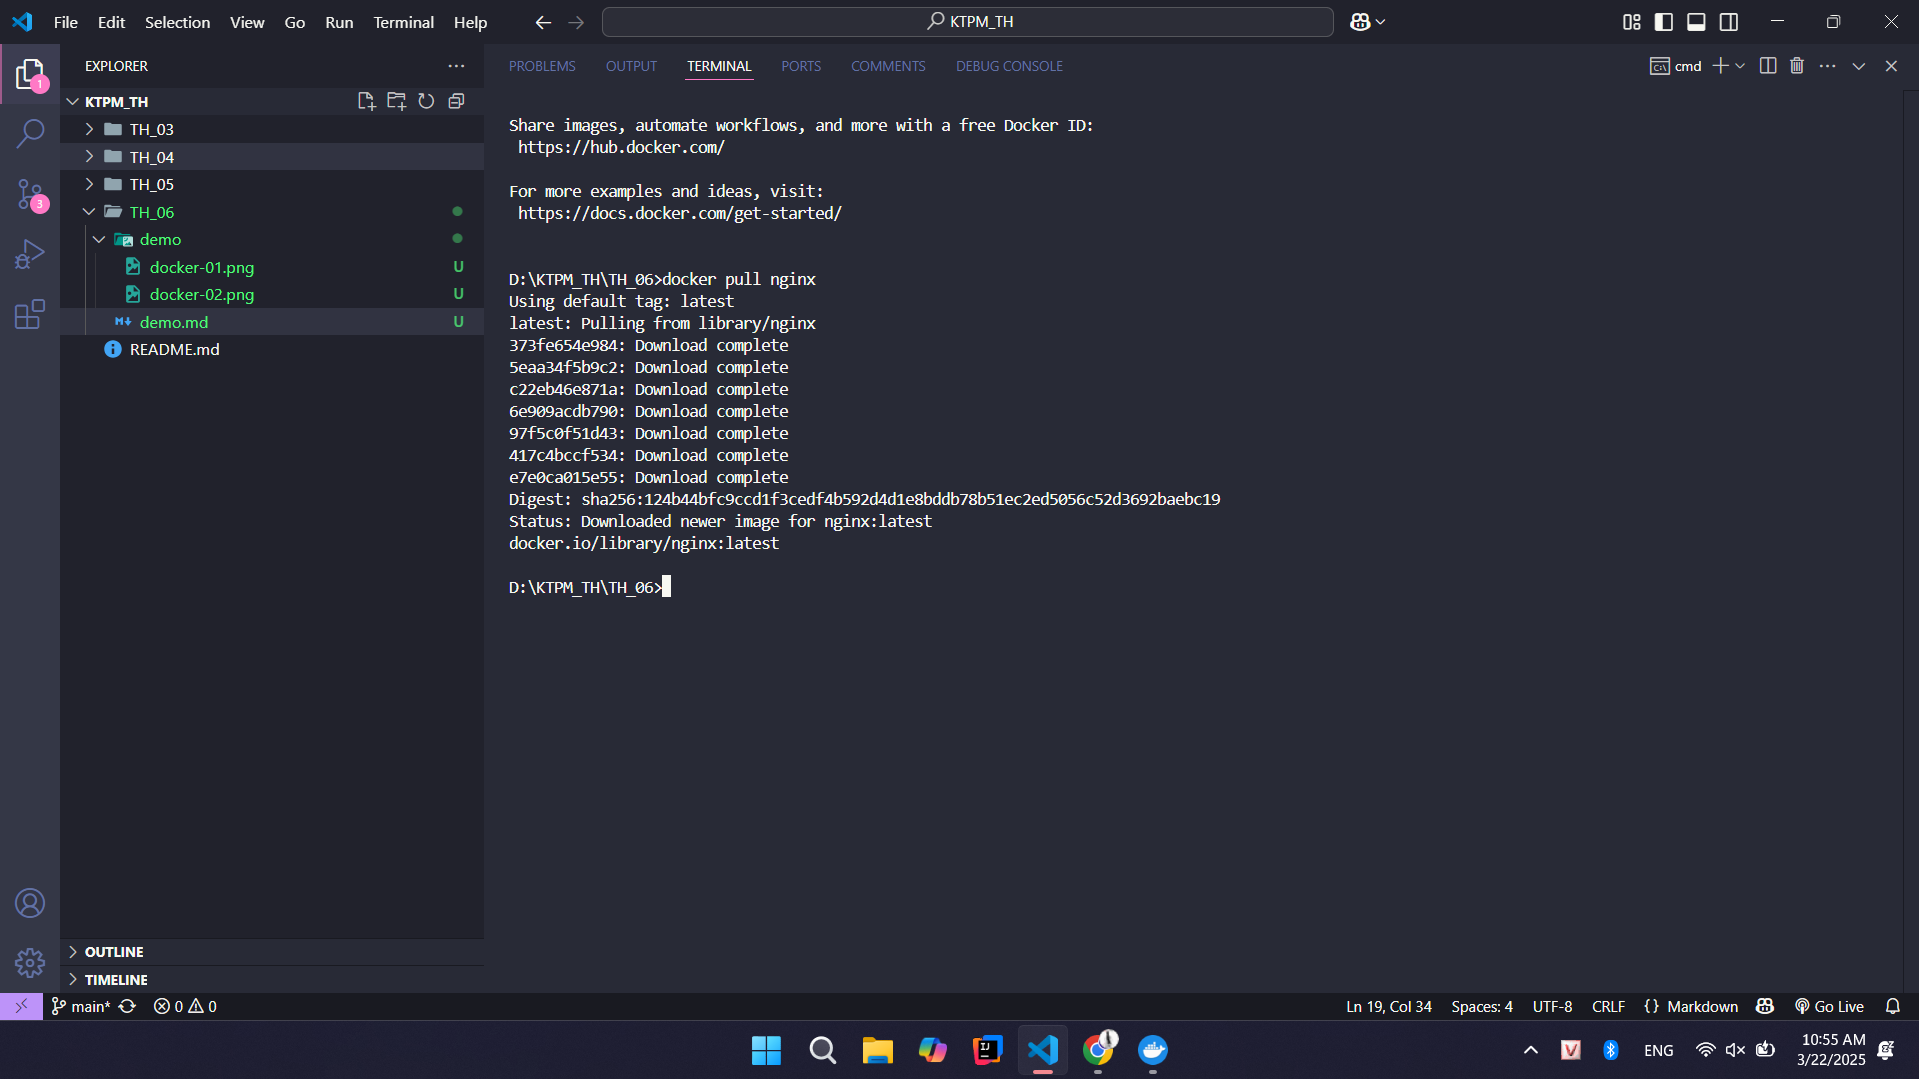 File Edit Selection View Go Run Terminal Help
KTPM_TH
EXPLORER
1
KTPM_TH
TH_03
TH_04
TH_05
3
TH_06
demo
docker-01.png U
docker-02.png U
demo.md U
README.md
OUTLINE
TIMELINE
PROBLEMS OUTPUT TERMINAL PORTS COMMENTS DEBUG CONSOLE
cmd
Share images, automate workflows, and more with a free Docker ID:
https://hub.docker.com/
For more examples and ideas, visit:
https://docs.docker.com/get-started/
D:\KTPM_TH\TH_06>docker pull nginx
Using default tag: latest
latest: Pulling from library/nginx
373fe654e984: Download complete
5eaa34f5b9c2: Download complete
c22eb46e871a: Download complete
6e909acdb790: Download complete
97f5c0f51d43: Download complete
417c4bccf534: Download complete
e7e0ca015e55: Download complete
Digest: sha256:124b44bfc9ccd1f3cedf4b592d4d1e8bddb78b51ec2ed5056c52d3692baebc19
Status: Downloaded newer image for nginx:latest
docker.io/library/nginx:latest
D:\KTPM_TH\TH_06>
main* 0 0
Ln 19, Col 34 Spaces: 4 UTF-8 CRLF {} Markdown Go Live
ENG
10:55 AM
3/22/2025